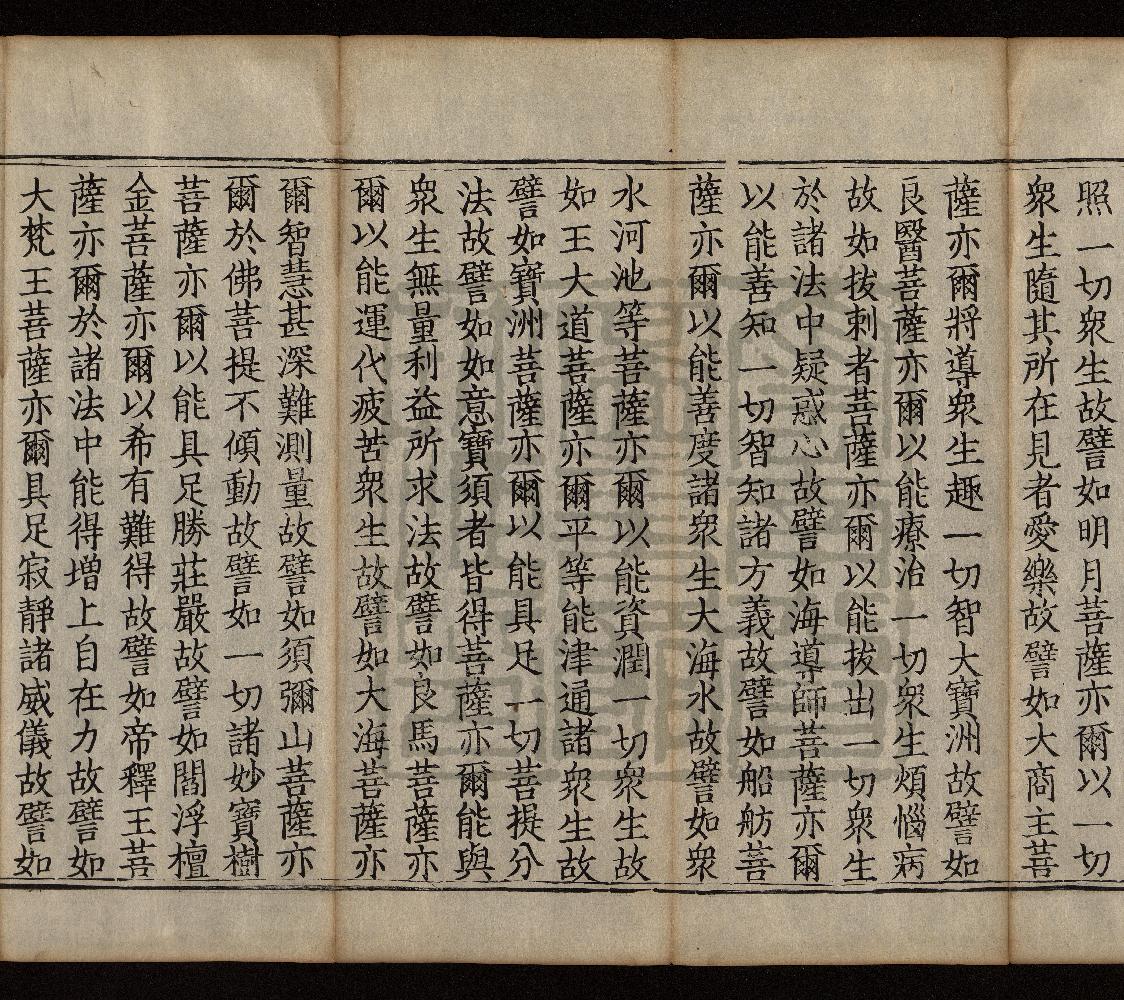 照一切衆生故譬如明月菩薩亦爾以一切
衆生隨其所在見者愛樂故譬如大商主菩
薩亦爾將導衆生趣一切智大寶洲故譬如
良醫菩薩亦爾以能療治一切衆生煩惱病
故如拔刺者菩薩亦爾以能拔出一切衆生
於諸法中疑惑心故譬如海導師菩薩亦爾
以能善知一切智知諸方義故譬如船舫菩
薩亦爾以能善度諸衆生大海水故譬如衆
水河池等菩薩亦爾以能資潤一切衆生故
如王大道菩薩亦爾平等能津通諸衆生故
譬如寶洲菩薩亦爾以能具足一切菩提分
法故譬如如意寶須者皆得菩薩亦爾能與
衆生無量利益所求法故譬如良馬菩薩亦
爾以能運代疲苦衆生故譬如大海菩薩亦
爾智慧甚深難測量故譬如須彌山菩薩亦
爾於佛菩提不傾動故譬如一切諸妙寶樹
菩薩亦爾以能具足勝莊嚴故譬如閻浮檀
金菩薩亦爾以希有難得故譬如帝釋王菩
薩亦爾於諸法中能得增上自在力故譬如
大梵王菩薩亦爾具足寂靜諸威儀故譬如